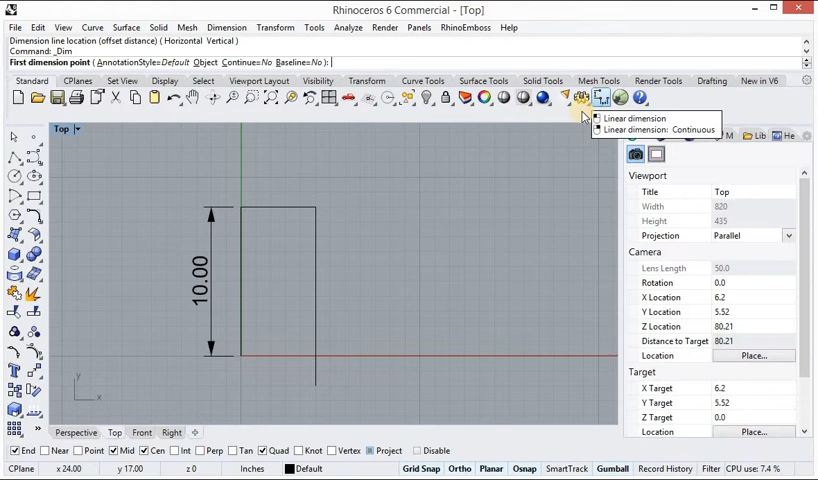 Rhinoceros 6 Commercial - [Top]
File Edit View Curve Surface Solid Mesh Dimension Transform Tools Analyze Render Panels RhinoEmboss Help
Dimension line location (offset distance) ( Horizontal Vertical )
Command: _Dim
First dimension point ( AnnotationStyle=Default Object Continue=No Baseline=No ):
Standard CPlanes Set View Display Select Viewport Layout Visibility Transform Curve Tools Surface Tools Solid Tools Mesh Tools Render Tools Drafting New in V6
Linear dimension
Linear dimension: Continuous
Top
M Lib He
Viewport
Title Top
Width 820
Height 435
Projection Parallel
Camera
Lens Length 50.0
Rotation 0.0
X Location 6.2
Y Location 5.52
Z Location 80.21
Distance to Target 80.21
Location Place...
Target
X Target 6.2
Y Target 5.52
Z Target 0.0
Location Place...
10.00
y
x
Perspective Top Front Right
End Near Point Mid Cen Int Perp Tan Quad Knot Vertex Project Disable
CPlane x 24.00 y 17.00 z 0 Inches Default Grid Snap Ortho Planar Osnap SmartTrack Gumball Record History Filter CPU use: 7.4 %